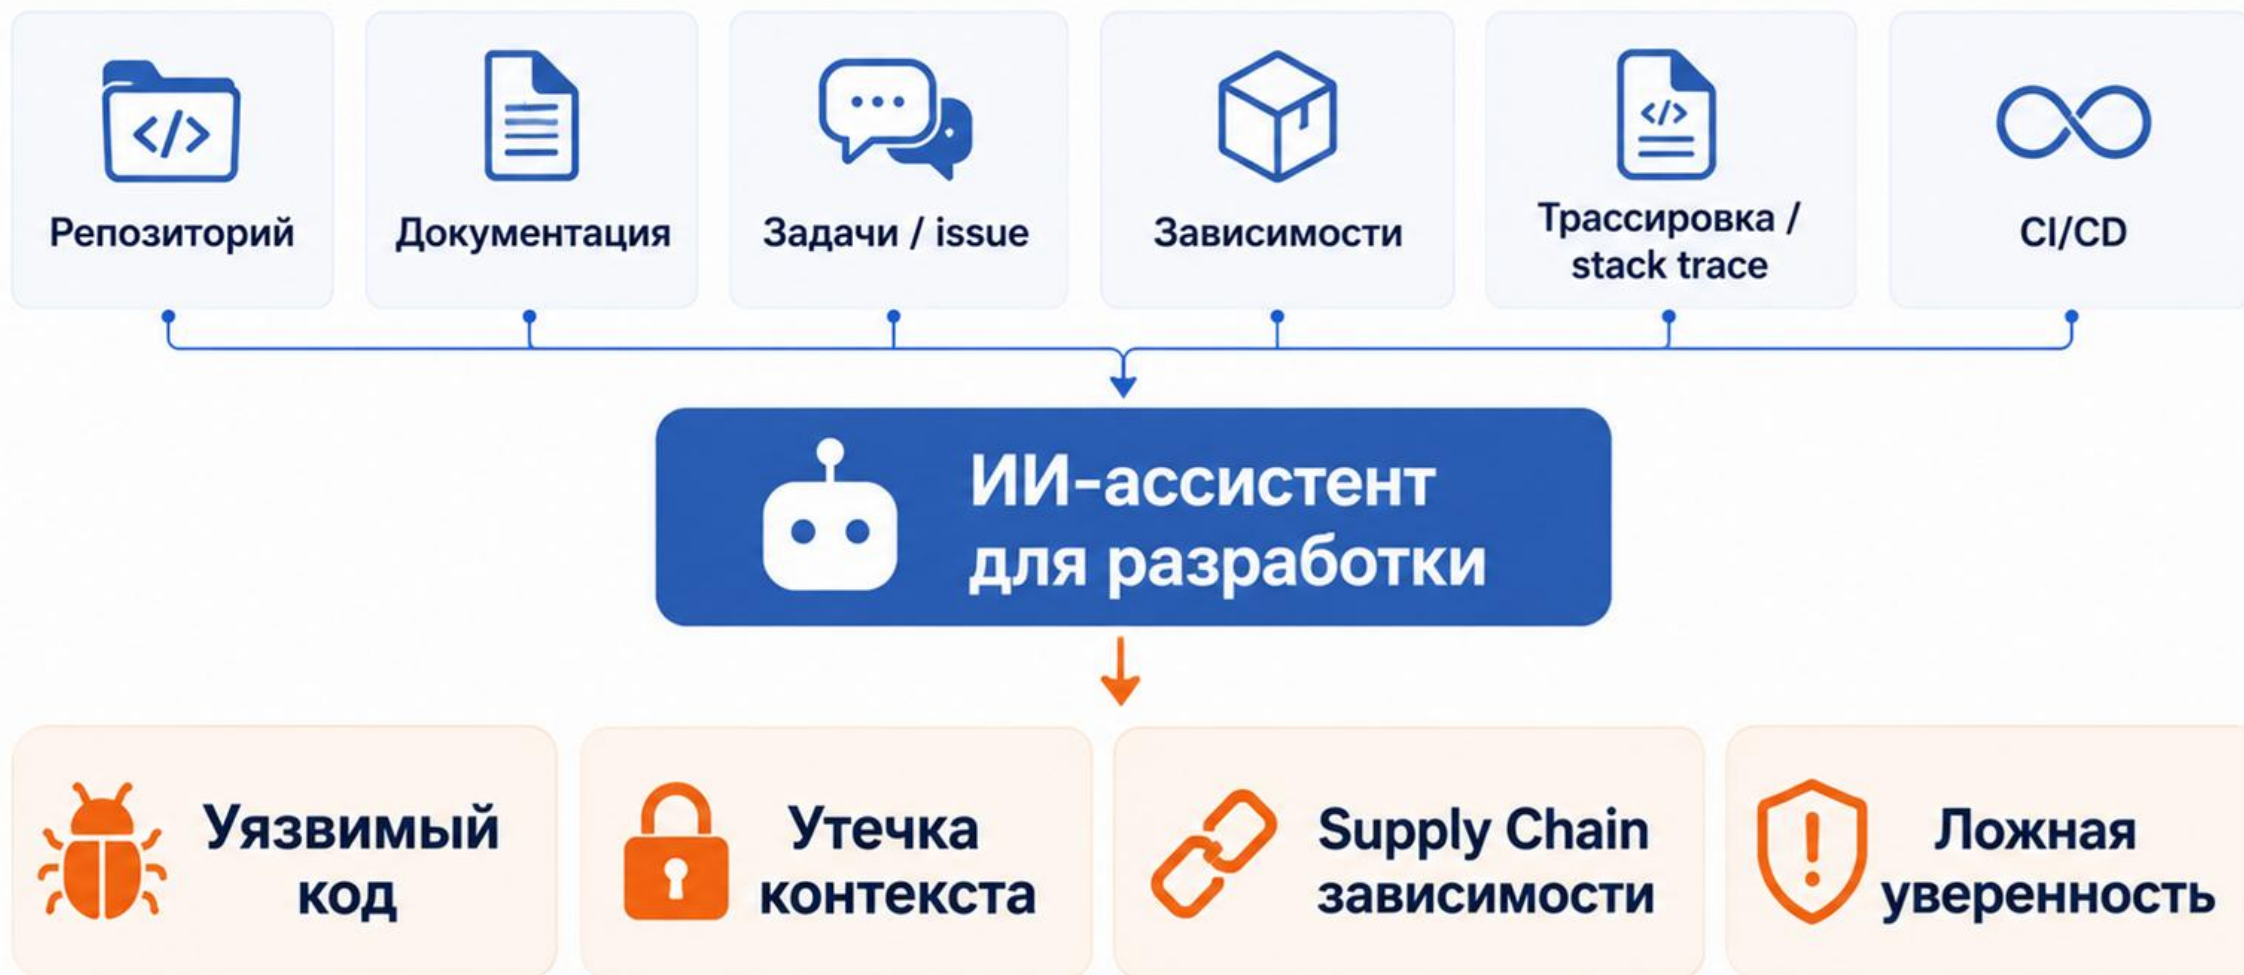 Репозиторий
Документация
Задачи / issue
Зависимости
Трассировка /
stack trace
CI/CD
ИИ-ассистент
для разработки
Уязвимый
код
Утечка
контекста
Supply Chain
зависимости
Ложная
уверенность